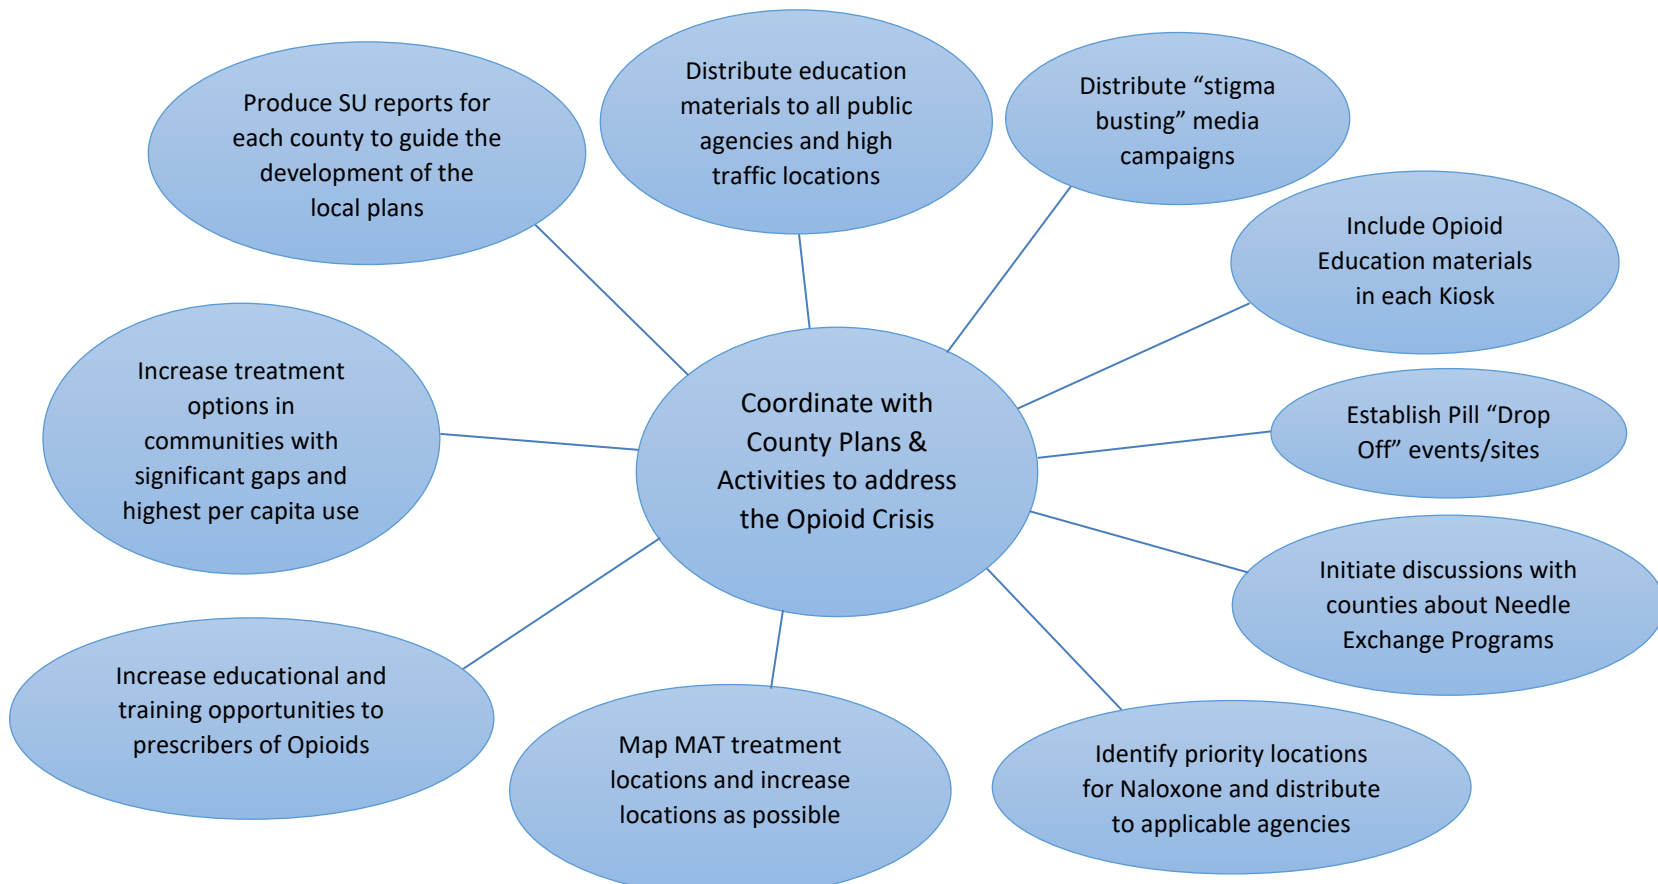 Produce SU reports for
each county to guide the
development of the
local plans
Distribute education
materials to all public
agencies and high
traffic locations
Distribute “stigma
busting” media
campaigns
Include Opioid
Education materials
in each Kiosk
Increase treatment
options in
communities with
significant gaps and
highest per capita use
Coordinate with
County Plans &
Activities to address
the Opioid Crisis
Establish Pill “Drop
Off” events/sites
Initiate discussions with
counties about Needle
Exchange Programs
Increase educational and
training opportunities to
prescribers of Opioids
Map MAT treatment
locations and increase
locations as possible
Identify priority locations
for Naloxone and distribute
to applicable agencies